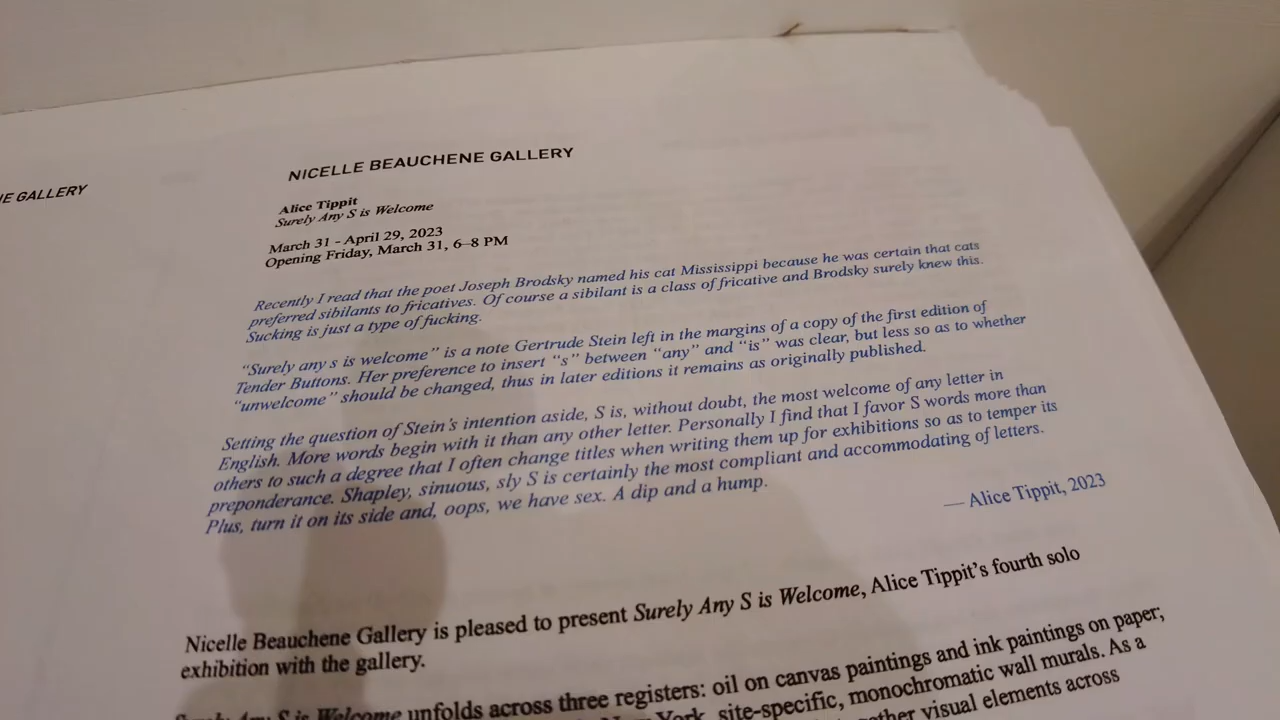 NICELLE BEAUCHENE GALLERY
GALLERY
Alice Tippit
Surely Any S is Welcome
March 31 - April 29, 2023
Opening Friday, March 31, 6–8 PM
Recently I read that the poet Joseph Brodsky named his cat Mississippi because he was certain that cats
preferred sibilants to fricatives. Of course a sibilant is a class of fricative and Brodsky surely knew this.
Sucking is just a type of fucking.
“Surely any s is welcome” is a note Gertrude Stein left in the margins of a copy of the first edition of
Tender Buttons. Her preference to insert “s” between “any” and “is” was clear, but less so as to whether
“unwelcome” should be changed, thus in later editions it remains as originally published.
Setting the question of Stein’s intention aside, S is, without doubt, the most welcome of any letter in
English. More words begin with it than any other letter. Personally I find that I favor S words more than
others to such a degree that I often change titles when writing them up for exhibitions so as to temper its
preponderance. Shapley, sinuous, sly S is certainly the most compliant and accommodating of letters.
Plus, turn it on its side and, oops, we have sex. A dip and a hump.
— Alice Tippit, 2023
Nicelle Beauchene Gallery is pleased to present Surely Any S is Welcome, Alice Tippit’s fourth solo
exhibition with the gallery.
Surely Any S is Welcome unfolds across three registers: oil on canvas paintings and ink paintings on paper;
York, site-specific, monochromatic wall murals. As a
visual elements across